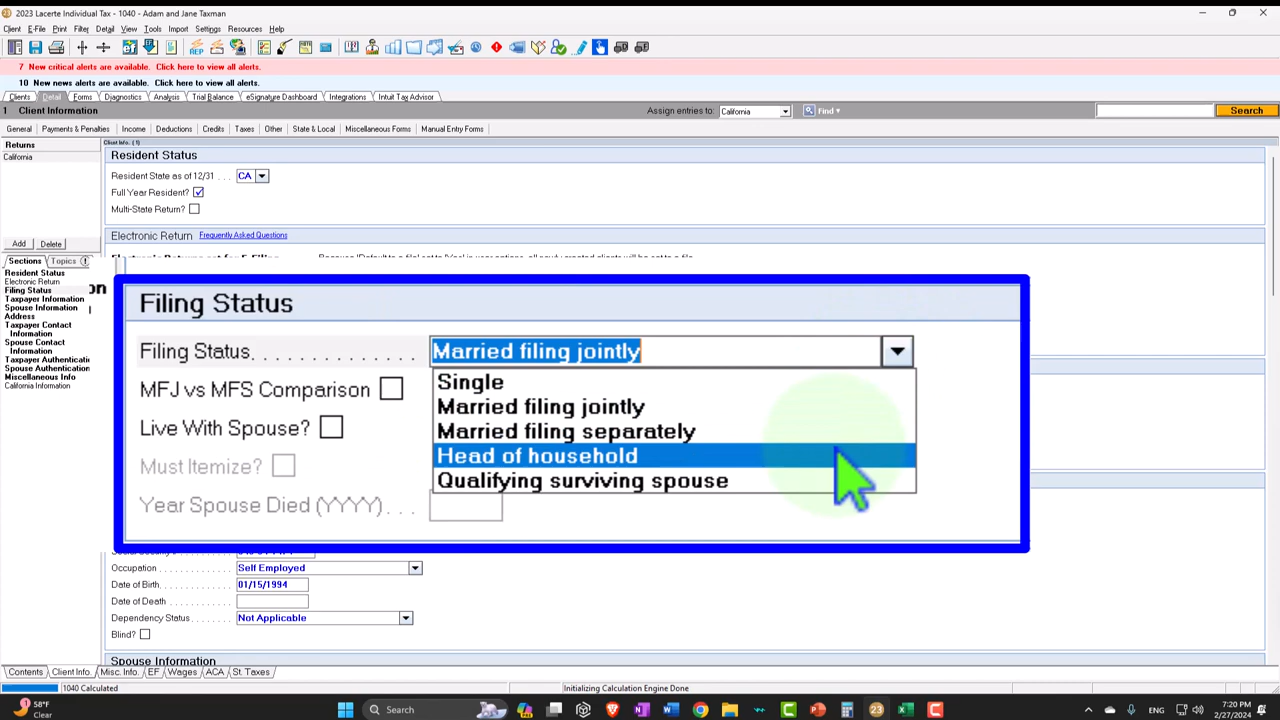 2023 Lacerte Individual Tax - 1040 - Adam and Jane Taxman
Client E-File Print Filter Detail View Tools Import Settings Resources Help
7 New critical alerts are available. Click here to view all alerts.
10 New news alerts are available. Click here to view all alerts.
Clients Detail Forms Diagnostics Analysis Trial Balance eSignature Dashboard Integrations Intuit Tax Advisor
1 Client Information Assign entries to: California Find Search
General Payments & Penalties Income Deductions Credits Taxes Other State & Local Miscellaneous Forms Manual Entry Forms
Returns
California
Add Delete
Sections Topics
Resident Status
Electronic Return
Filing Status
Taxpayer Information
Spouse Information
Address
Taxpayer Contact
Information
Spouse Contact
Information
Taxpayer Authenticati
Spouse Authentication
Miscellaneous Info
California Information
Client Info. (1)
Resident Status
Resident State as of 12/31 . . . CA
Full Year Resident?
Multi-State Return?
Electronic Return Frequently Asked Questions
on
Filing Status
Filing Status. . . . . . . . . . . . . . Married filing jointly
MFJ vs MFS Comparison
Live With Spouse?
Must Itemize?
Year Spouse Died (YYYY) . . .
Single
Married filing jointly
Married filing separately
Head of household
Qualifying surviving spouse
Occupation . . . . . . . . . . . . . Self Employed
Date of Birth . . . . . . . . . . . 01/15/1994
Date of Death . . . . . . . . . .
Dependency Status . . . . . . . . Not Applicable
Blind?
Spouse Information
Contents Client Info. Misc. Info. EF Wages ACA St. Taxes
1040 Calculated Initializing Calculation Engine Done
58°F
Clear
Search
23
ENG
7:20 PM
2/27/2024